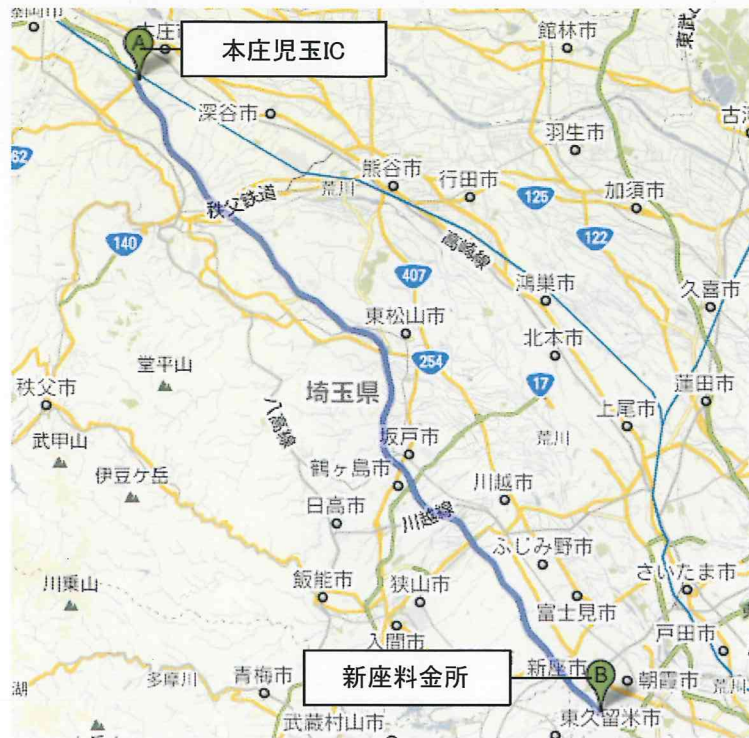 本庄児玉IC
A
館林市
深谷市
羽生市
熊谷市
行田市
加須市
荒川
秩父鉄道
125
122
140
高崎線
407
鴻巣市
久喜市
東松山市
北本市
254
17
堂平山
蓮田市
秩父市
埼玉県
上尾市
八高線
武甲山
坂戸市
荒川
伊豆ケ岳
鶴ヶ島市
川越市
日高市
川越線
ふじみ野市
さいたま市
川乗山
飯能市
狭山市
富士見市
入間市
戸田市
新座料金所
新座市
B
朝霞市
荒川
多摩川
青梅市
東久留米市
武蔵村山市